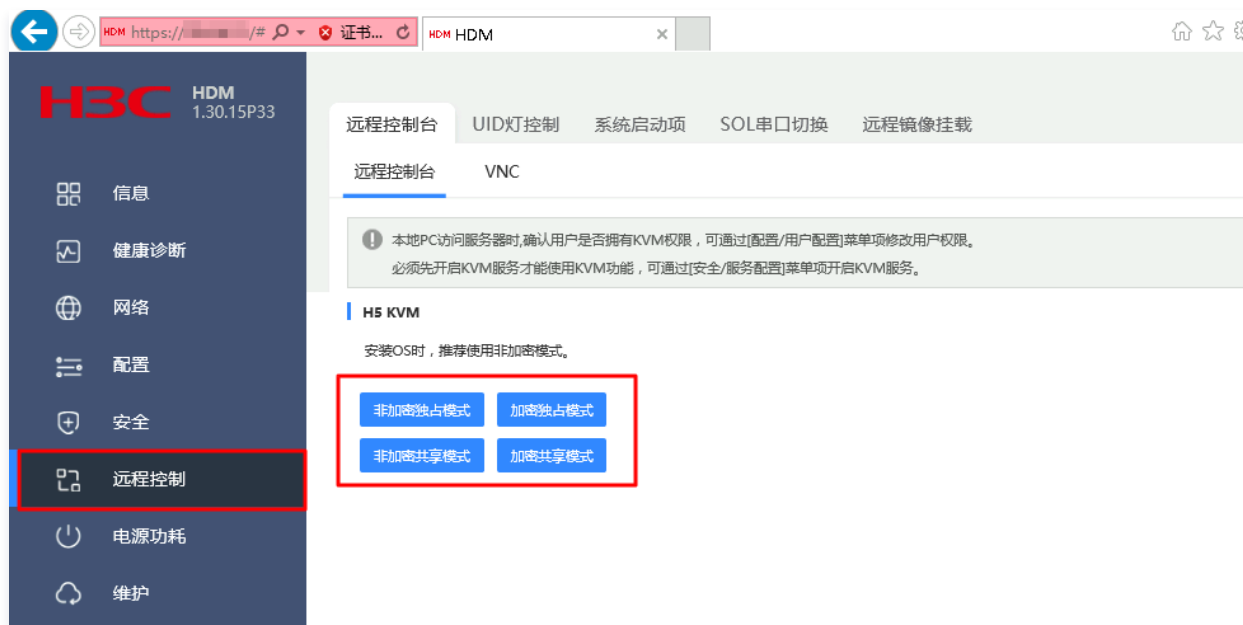 HDM https:// /# 证书... HDM HDM
H3C HDM
1.30.15P33
信息
健康诊断
网络
配置
安全
远程控制
电源功耗
维护
远程控制台 UID灯控制 系统启动项 SOL串口切换 远程镜像挂载
远程控制台 VNC
本地PC访问服务器时,确认用户是否拥有KVM权限，可通过[配置/用户配置]菜单项修改用户权限。
必须先开启KVM服务才能使用KVM功能，可通过[安全/服务配置]菜单项开启KVM服务。
H5 KVM
安装OS时，推荐使用非加密模式。
非加密独占模式 加密独占模式
非加密共享模式 加密共享模式